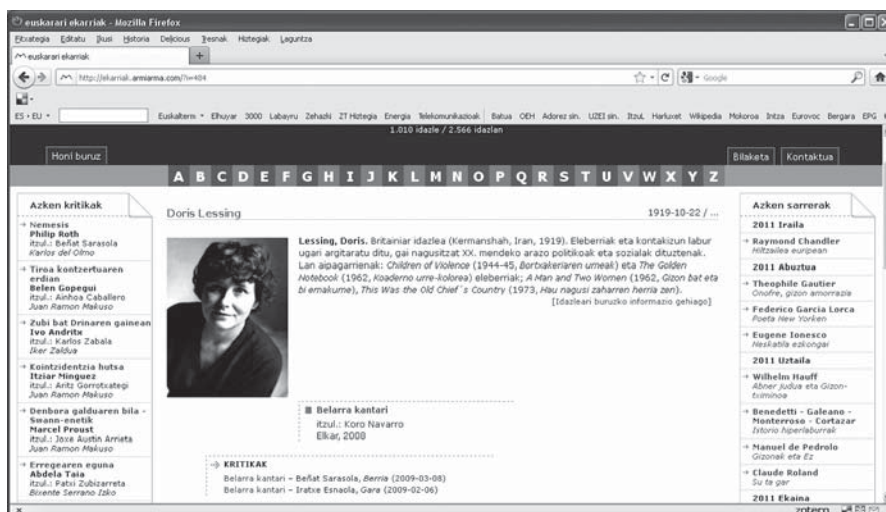 euskarari ekarriak - Mozilla Firefox
Fitxategia Editatu Ikusi Historia Delicious Tresnak Hiztegiak Laguntza
euskarari ekarriak
http://ekarriak.armiarma.com/?i=404
Google
ES > EU
Euskalterm Elhuyar 3000 Labayru Zehazki ZT Hiztegia Energia Telekomunikazioak Batua OEH Adorez sin. UZEI sin. ItzuL Harluxet Wikipedia Mokoroa Intza Eurovoc Bergara EPG
1.010 idazle / 2.566 idazlan
Honi buruz
Bilaketa
Kontaktua
A B C D E F G H I J K L M N O P Q R S T U V W X Y Z
Azken kritikak
Nemesis
Philip Roth
itzul.: Beñat Sarasola
Karlos del Olmo
Tiroa kontzertuaren
erdian
Belen Gopegui
itzul.: Ainhoa Caballero
Juan Ramon Makuso
Zubi bat Drinaren gainean
Ivo Andritx
itzul.: Karlos Zabala
Iker Zaldua
Kointzidentzia hutsa
Itziar Minguez
itzul.: Aritz Gorrotxategi
Juan Ramon Makuso
Denbora galduaren bila -
Swann-enetik
Marcel Proust
itzul.: Joxe Austin Arrieta
Juan Ramon Makuso
Erregearen eguna
Abdela Taia
itzul.: Patxi Zubizarreta
Bixente Serrano Izko
Doris Lessing
1919-10-22 / ...
Lessing, Doris. Britainiar idazlea (Kermanshah, Iran, 1919). Eleberriak eta kontakizun labur
ugari argitaratu ditu, gai nagusitzat XX. mendeko arazo politikoak eta sozialak dituztenak.
Lan aipagarrienak: Children of Violence (1944-45, Bortxakeriaren umeak) eta The Golden
Notebook (1962, Koaderno urre-kolorea) eleberriak; A Man and Two Women (1962, Gizon bat eta
bi emakume), This Was the Old Chief´s Country (1973, Hau nagusi zaharren herria zen).
[Idazleari buruzko informazio gehiago]
Belarra kantari
itzul.: Koro Navarro
Elkar, 2008
KRITIKAK
Belarra kantari – Beñat Sarasola, Berria (2009-03-08)
Belarra kantari – Iratxe Esnaola, Gara (2009-02-06)
Azken sarrerak
2011 Iraila
Raymond Chandler
Hiltzailea euripean
2011 Abuztua
Theophile Gautier
Onofre, gizon amorrazia
Federico Garcia Lorca
Poeta New Yorken
Eugene Ionesco
Neskatila ezkongai
2011 Uztaila
Wilhelm Hauff
Abner judua eta Gizon-
tximinoa
Benedetti - Galeano -
Monterroso - Cortazar
Istorio hiperlaburrak
Manuel de Pedrolo
Gizonak eta Ez
Claude Roland
Su ta gar
2011 Ekaina
zotero